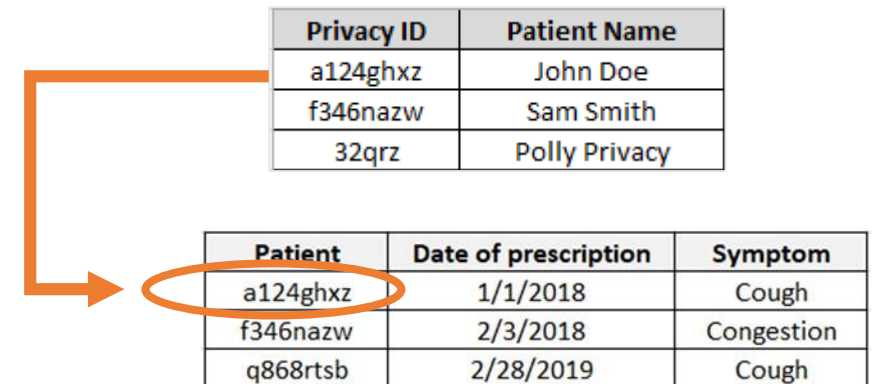 Privacy ID Patient Name
a124ghxz John Doe
f346nazw Sam Smith
32qrz Polly Privacy
Patient Date of prescription Symptom
a124ghxz 1/1/2018 Cough
f346nazw 2/3/2018 Congestion
q868rtsb 2/28/2019 Cough